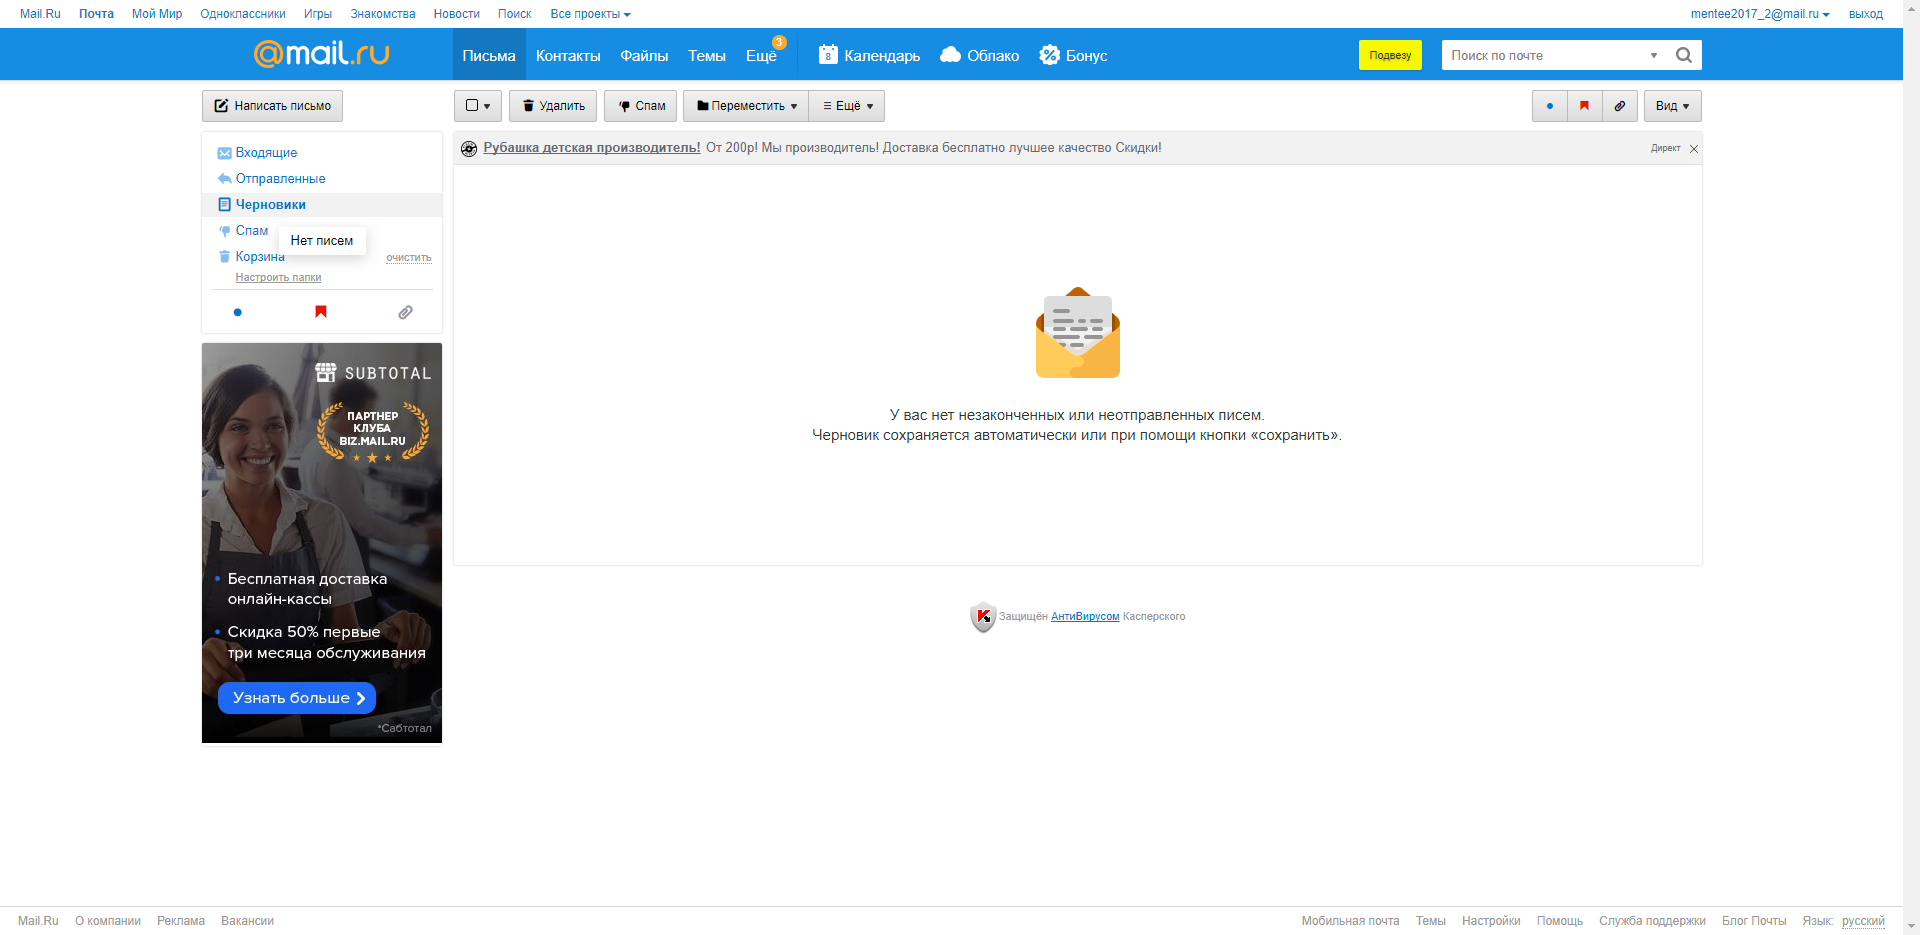 Mail.Ru Почта Мой Мир Одноклассники Игры Знакомства Новости Поиск Все проекты mentee2017_2@mail.ru выход
@mail.ru Письма Контакты Файлы Темы Ещё 3 8 Календарь Облако Бонус Подвезу Поиск по почте
Написать письмо Удалить Спам Переместить Ещё Вид
Рубашка детская производитель! От 200р! Мы производитель! Доставка бесплатно лучшее качество Скидки! Директ
Входящие
Отправленные
Черновики
Спам
Нет писем
Корзина очистить
Настроить папки
SUBTOTAL
ПАРТНЕР
КЛУБА
BIZ.MAIL.RU
Бесплатная доставка
онлайн-кассы
Скидка 50% первые
три месяца обслуживания
Узнать больше
*Сабтотал
У вас нет незаконченных или неотправленных писем.
Черновик сохраняется автоматически или при помощи кнопки «сохранить».
Защищён АнтиВирусом Касперского
Mail.Ru О компании Реклама Вакансии Мобильная почта Темы Настройки Помощь Служба поддержки Блог Почты Язык: русский